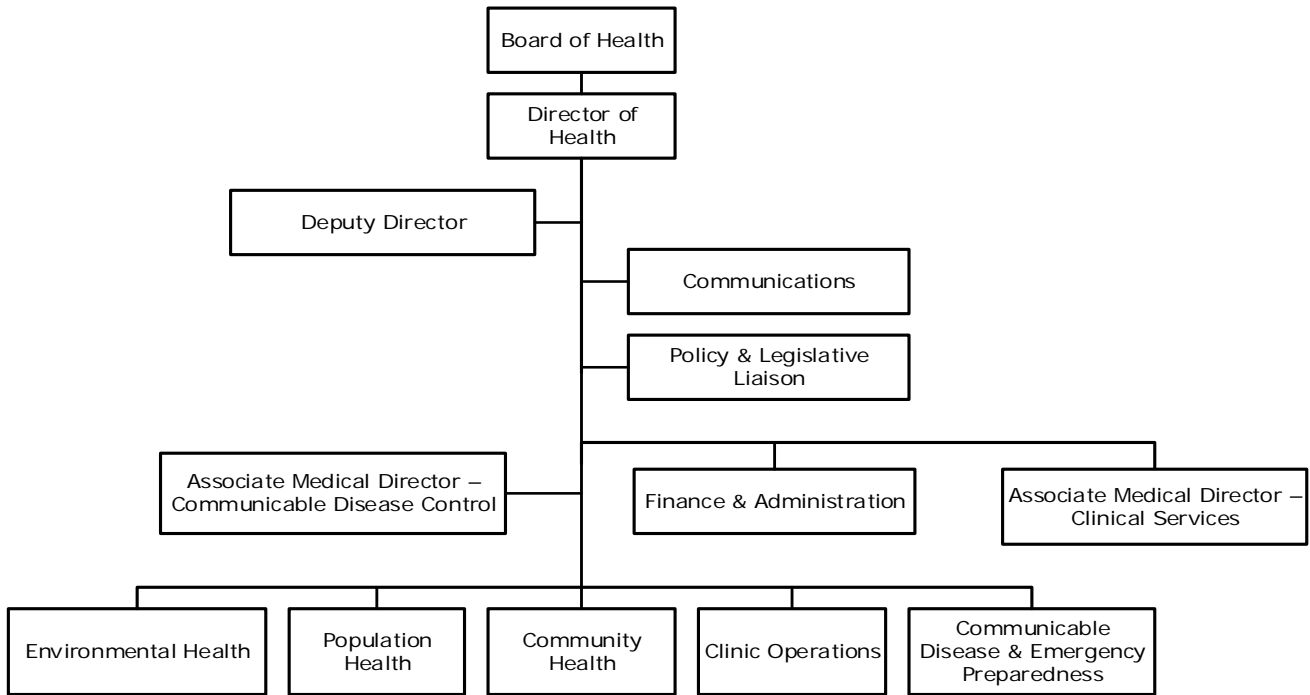 Board of Health
Director of
Health
Deputy Director
Communications
Policy & Legislative
Liaison
Associate Medical Director –
Communicable Disease Control
Finance & Administration
Associate Medical Director –
Clinical Services
Environmental Health
Population
Health
Community
Health
Clinic Operations
Communicable
Disease & Emergency
Preparedness